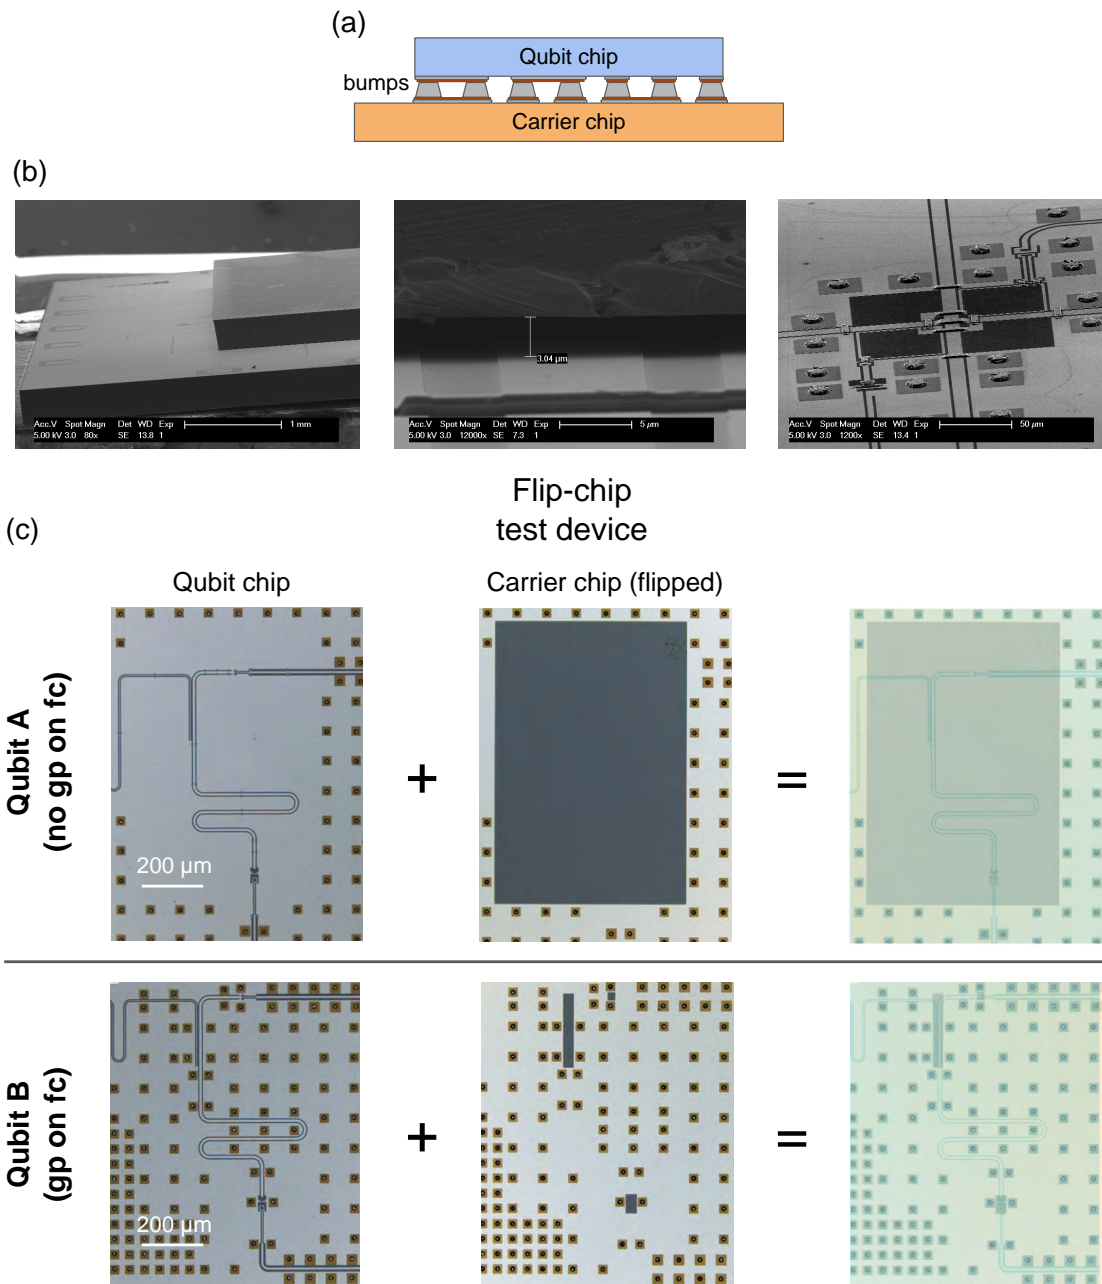 (a)
Qubit chip
bumps
Carrier chip
(b)
Acc.V Spot Magn Det WD Exp 1 mm
5.00 kV 3.0 80x SE 13.8 1
3.04 µm
Acc.V Spot Magn Det WD Exp 5 µm
5.00 kV 3.0 12000x SE 7.3 1
Acc.V Spot Magn Det WD Exp 50 µm
5.00 kV 3.0 1200x SE 13.4 1
Flip-chip
test device
(c)
Qubit chip
Carrier chip (flipped)
Qubit A
(no gp on fc)
200 µm
+
=
Qubit B
(gp on fc)
200 µm
+
=